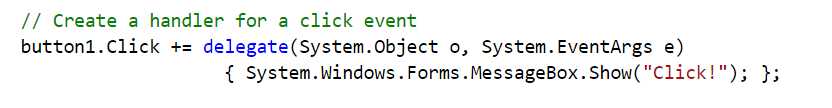 // Create a handler for a click event
button1.Click += delegate(System.Object o, System.EventArgs e)
{ System.Windows.Forms.MessageBox.Show("Click!"); };